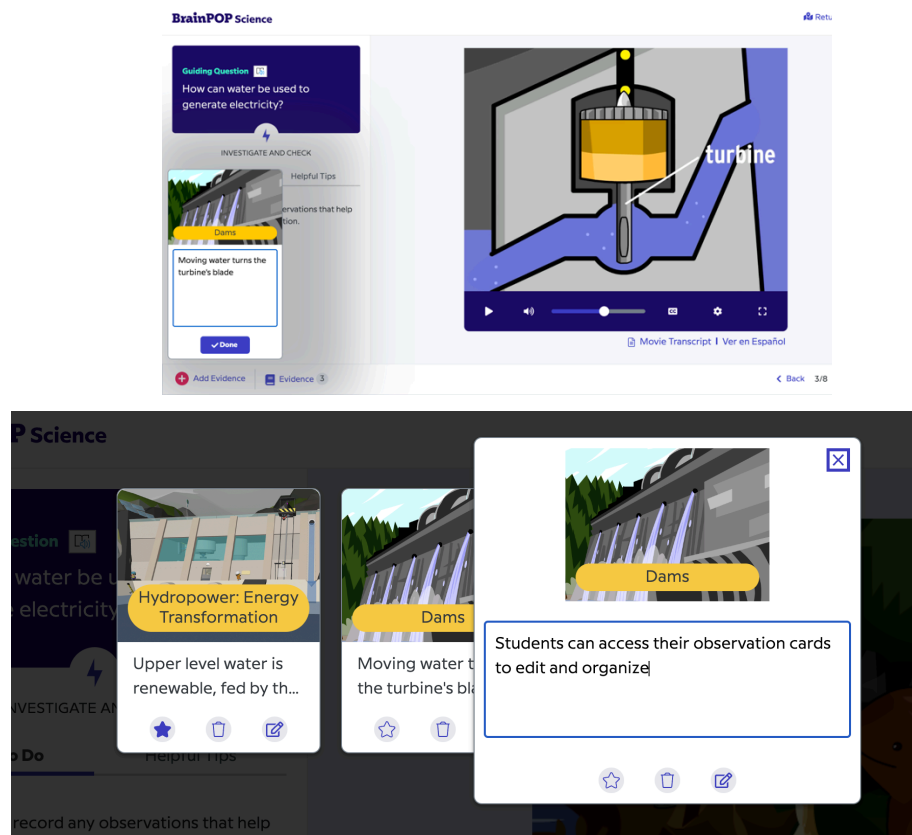 BrainPOP Science
Retu
Guiding Question
How can water be used to
generate electricity?
INVESTIGATE AND CHECK
Helpful Tips
ervations that help
tion.
Dams
Moving water turns the
turbine's blade
Done
turbine
CC
Movie Transcript | Ver en Español
Add Evidence
Evidence 3
Back 3/8
P Science
estion
water be u
electricity
Hydropower: Energy
Transformation
Upper level water is
renewable, fed by th...
Dams
Moving water t
the turbine's bla
Dams
Students can access their observation cards
to edit and organize
NVESTIGATE AN
o Do
Helpful Tips
record any observations that help